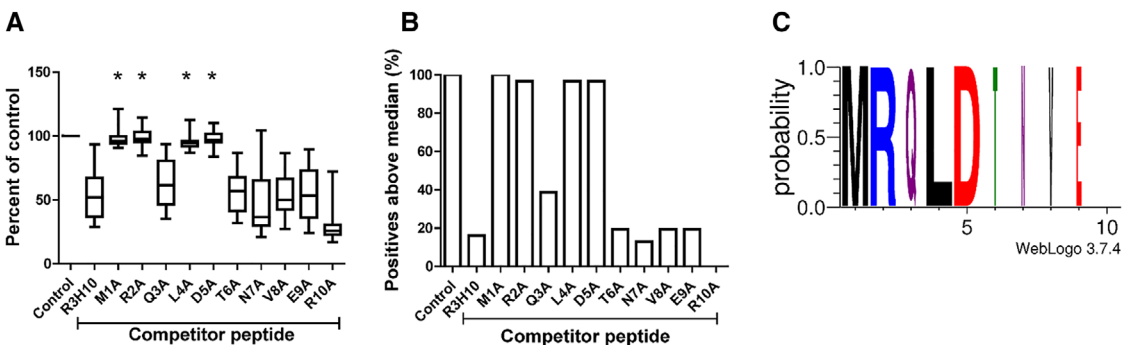 A
Percent of control
150
100
50
0
* * * *
Control
R3H10
M1A
R2A
Q3A
L4A
D5A
T6A
N7A
V8A
E9A
R10A
Competitor peptide
B
Positives above median (%)
100
80
60
40
20
0
Control
R3H10
M1A
R2A
Q3A
L4A
D5A
T6A
N7A
V8A
E9A
R10A
Competitor peptide
C
probability
1.0
0.5
0.0
MRQLDTNVE
5 10
WebLogo 3.7.4